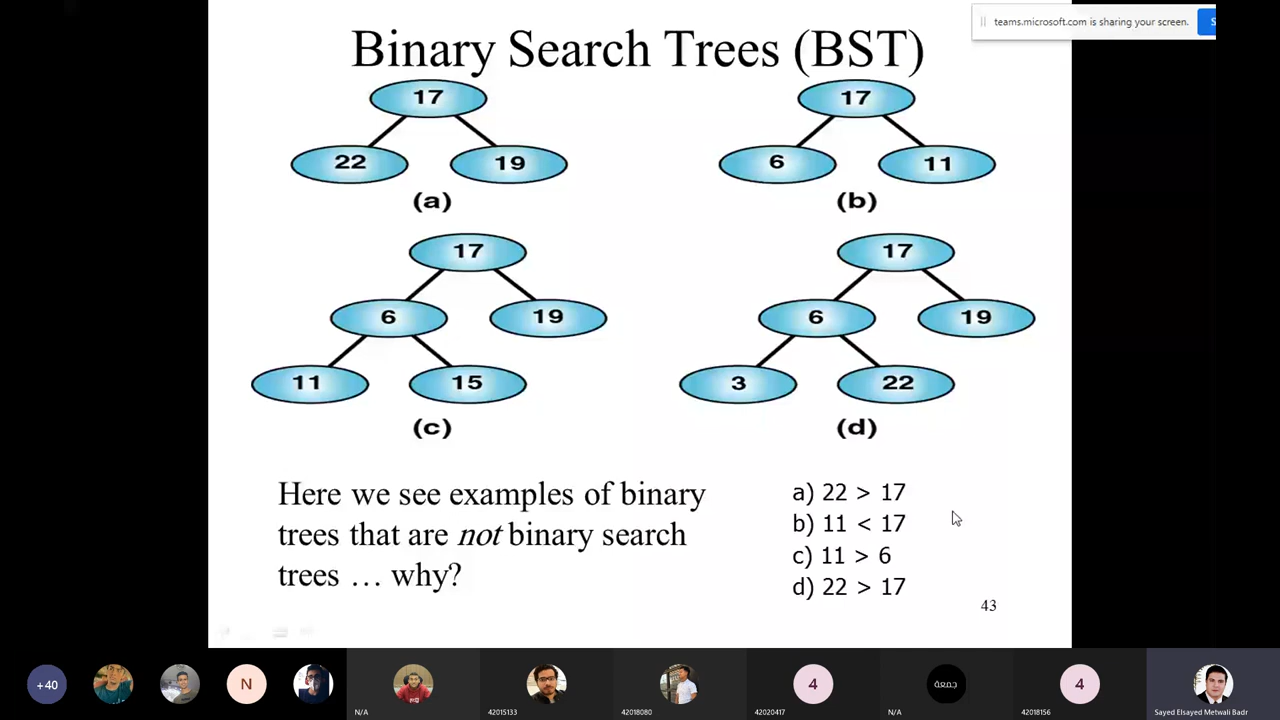 teams.microsoft.com is sharing your screen.
S
Binary Search Trees (BST)
17
22 19
(a)
17
6 11
(b)
17
6 19
11 15
(c)
17
6 19
3 22
(d)
Here we see examples of binary
trees that are not binary search
trees … why?
a) 22 > 17
b) 11 < 17
c) 11 > 6
d) 22 > 17
43
+40
N
N/A
42015133
42018080
4
42020417
جمعة
N/A
4
42018156
Sayed Elsayed Metwali Badr